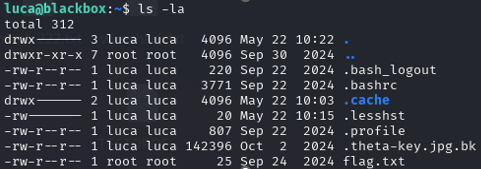 luca@blackbox:~$ ls -la
total 312
drwx------ 3 luca luca   4096 May 22 10:22 .
drwxr-xr-x 7 root root   4096 Sep 30  2024 ..
-rw-r--r-- 1 luca luca    220 Sep 22  2024 .bash_logout
-rw-r--r-- 1 luca luca   3771 Sep 22  2024 .bashrc
drwx------ 2 luca luca   4096 May 22 10:03 .cache
-rw------- 1 luca luca     20 May 22 10:15 .lesshst
-rw-r--r-- 1 luca luca    807 Sep 22  2024 .profile
-rw-r--r-- 1 luca luca 142396 Oct  2  2024 .theta-key.jpg.bk
-rw-r--r-- 1 root root     25 Sep 24  2024 flag.txt